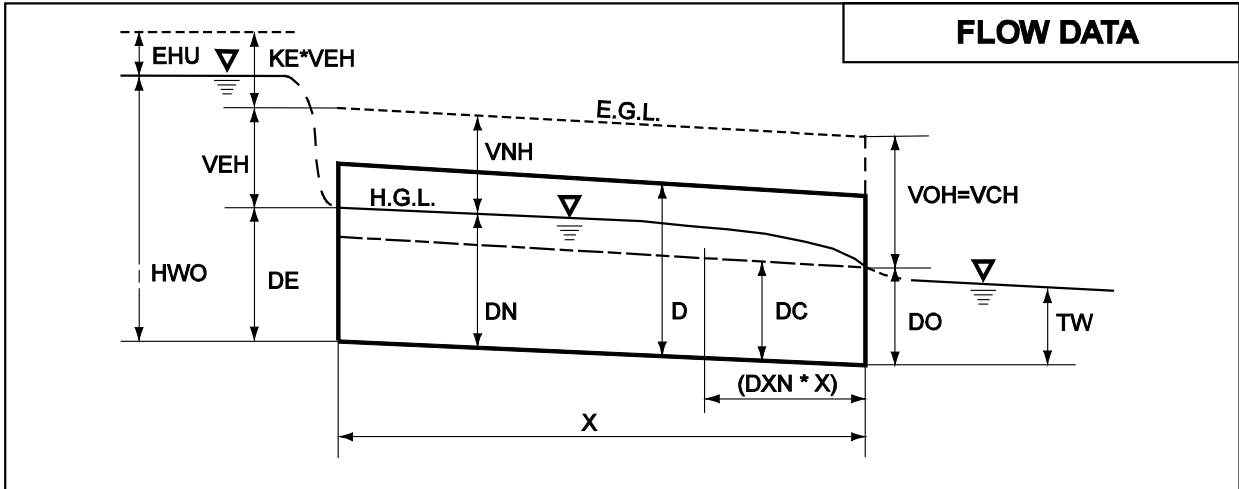 FLOW DATA
EHU
KE*VEH
E.G.L.
VNH
VEH
VOH=VCH
H.G.L.
HWO
DE
DN
D
DC
DO
TW
(DXN * X)
X